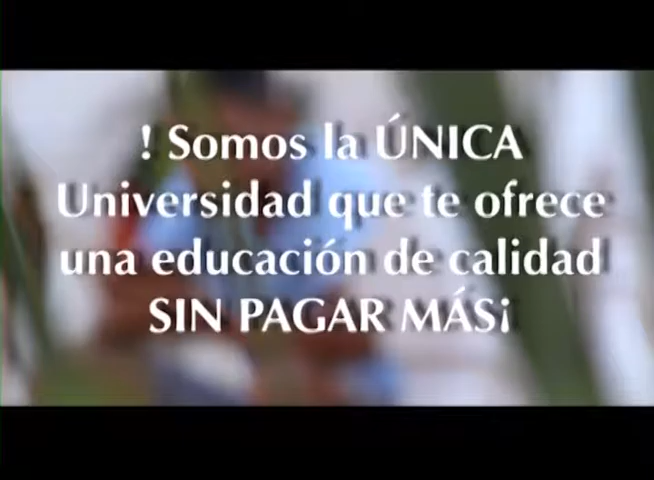 ! Somos la ÚNICA
Universidad que te ofrece
una educación de calidad
SIN PAGAR MÁS¡